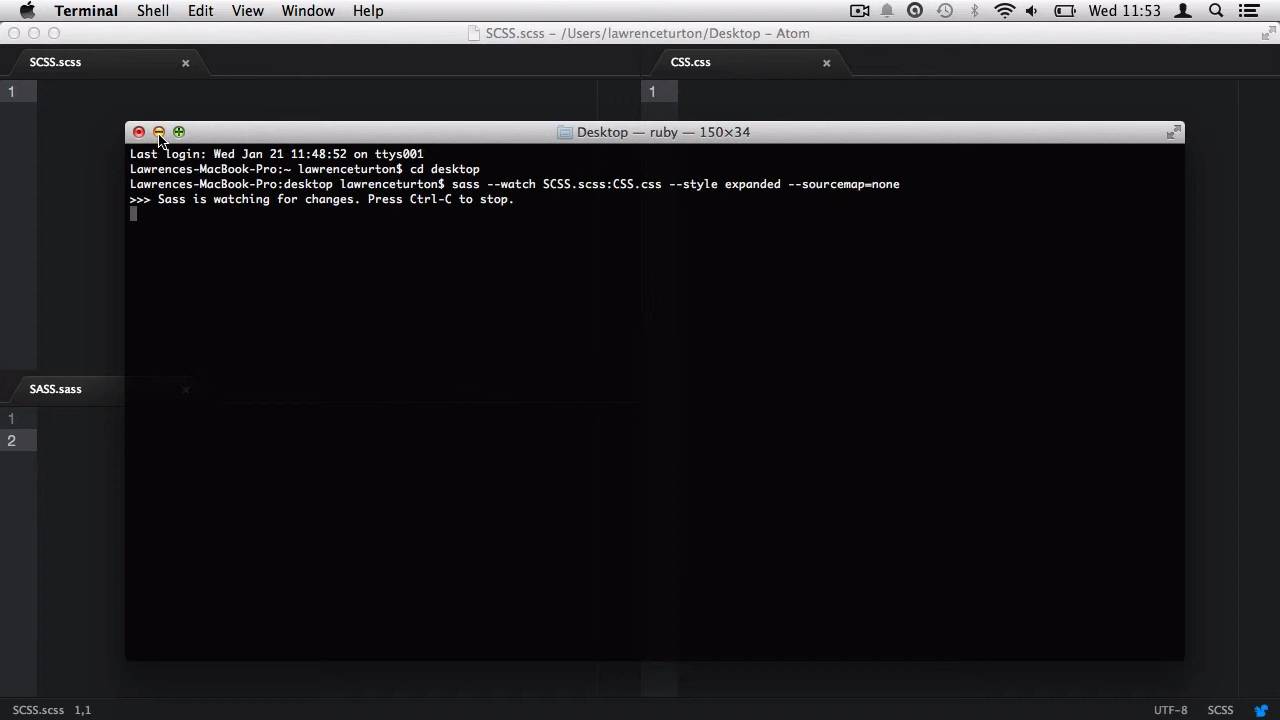 Terminal Shell Edit View Window Help Wed 11:53
SCSS.scss – /Users/lawrenceturton/Desktop – Atom
SCSS.scss CSS.css
1 1
Desktop — ruby — 150×34
Last login: Wed Jan 21 11:48:52 on ttys001
Lawrences-MacBook-Pro:~ lawrenceturton$ cd desktop
Lawrences-MacBook-Pro:desktop lawrenceturton$ sass --watch SCSS.scss:CSS.css --style expanded --sourcemap=none
>>> Sass is watching for changes. Press Ctrl-C to stop.
SASS.sass
1
2
SCSS.scss 1,1 UTF-8 SCSS